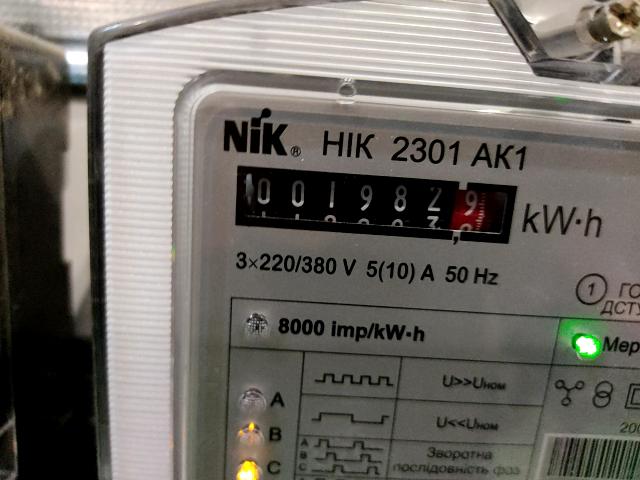 NiK® НІК 2301 АК1
0019829 kW·h
3×220/380 V 5(10) A 50 Hz
1
8000 imp/kW·h
A
B
C
U>>Uном
U<<Uном
A
B
C
Зворотна
послідовність фаз